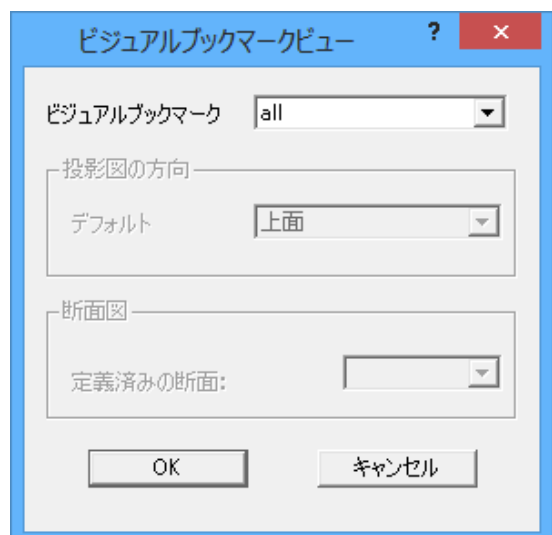 ビジュアルブックマークビュー ? ×
ビジュアルブックマーク all
投影図の方向
デフォルト 上面
断面図
定義済みの断面:
OK キャンセル